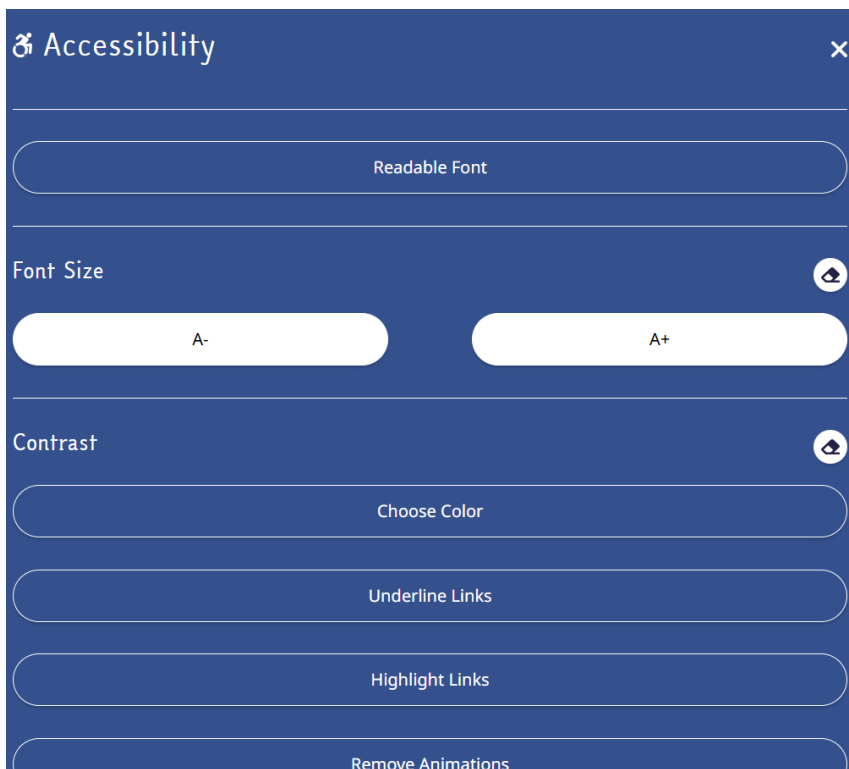 Accessibility
Readable Font
Font Size
A- A+
Contrast
Choose Color
Underline Links
Highlight Links
Remove Animations